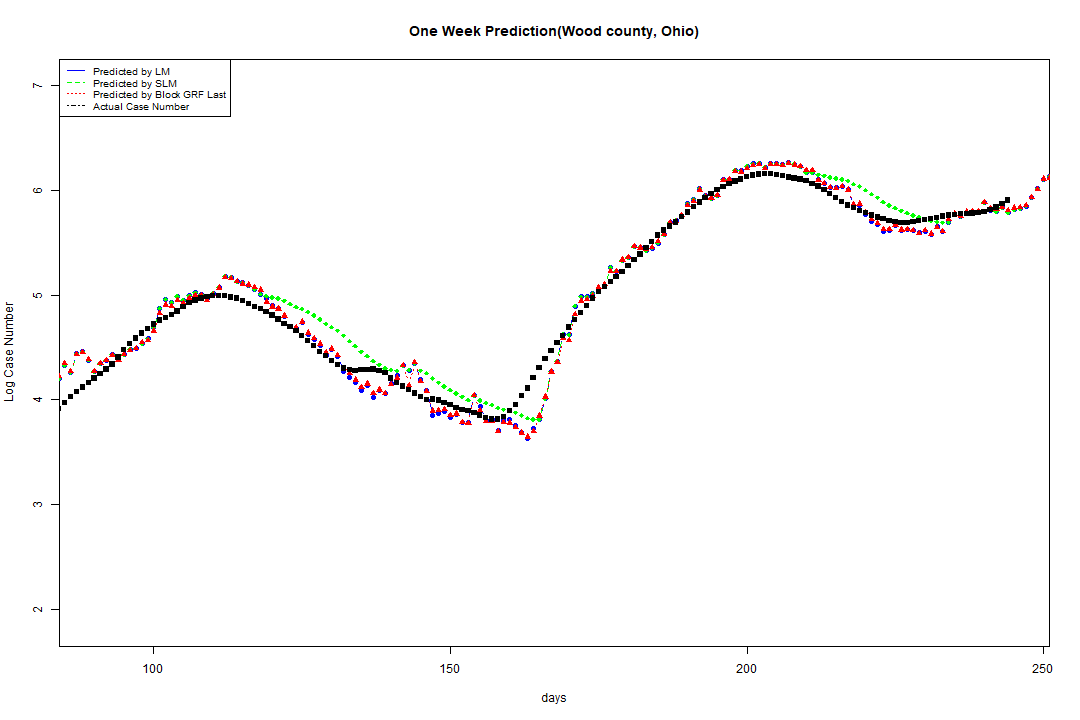 One Week Prediction(Wood county, Ohio)
Predicted by LM
Predicted by SLM
Predicted by Block GRF Last
Actual Case Number
7
6
5
4
3
2
Log Case Number
100 150 200 250
days